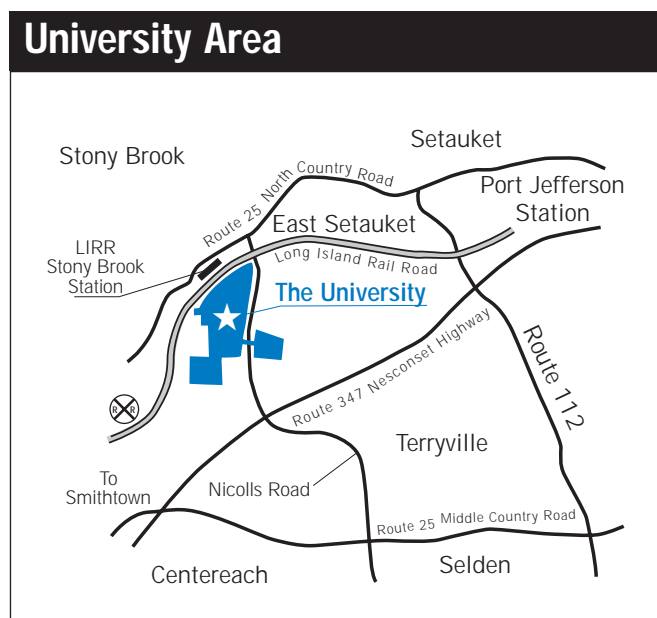 University Area
Setauket
Stony Brook
Route 25 North Country Road
Port Jefferson
Station
East Setauket
LIRR
Stony Brook
Station
Long Island Rail Road
The University
Route 347 Nesconset Highway
Route 112
R R
Terryville
To
Smithtown
Nicolls Road
Route 25 Middle Country Road
Centereach
Selden